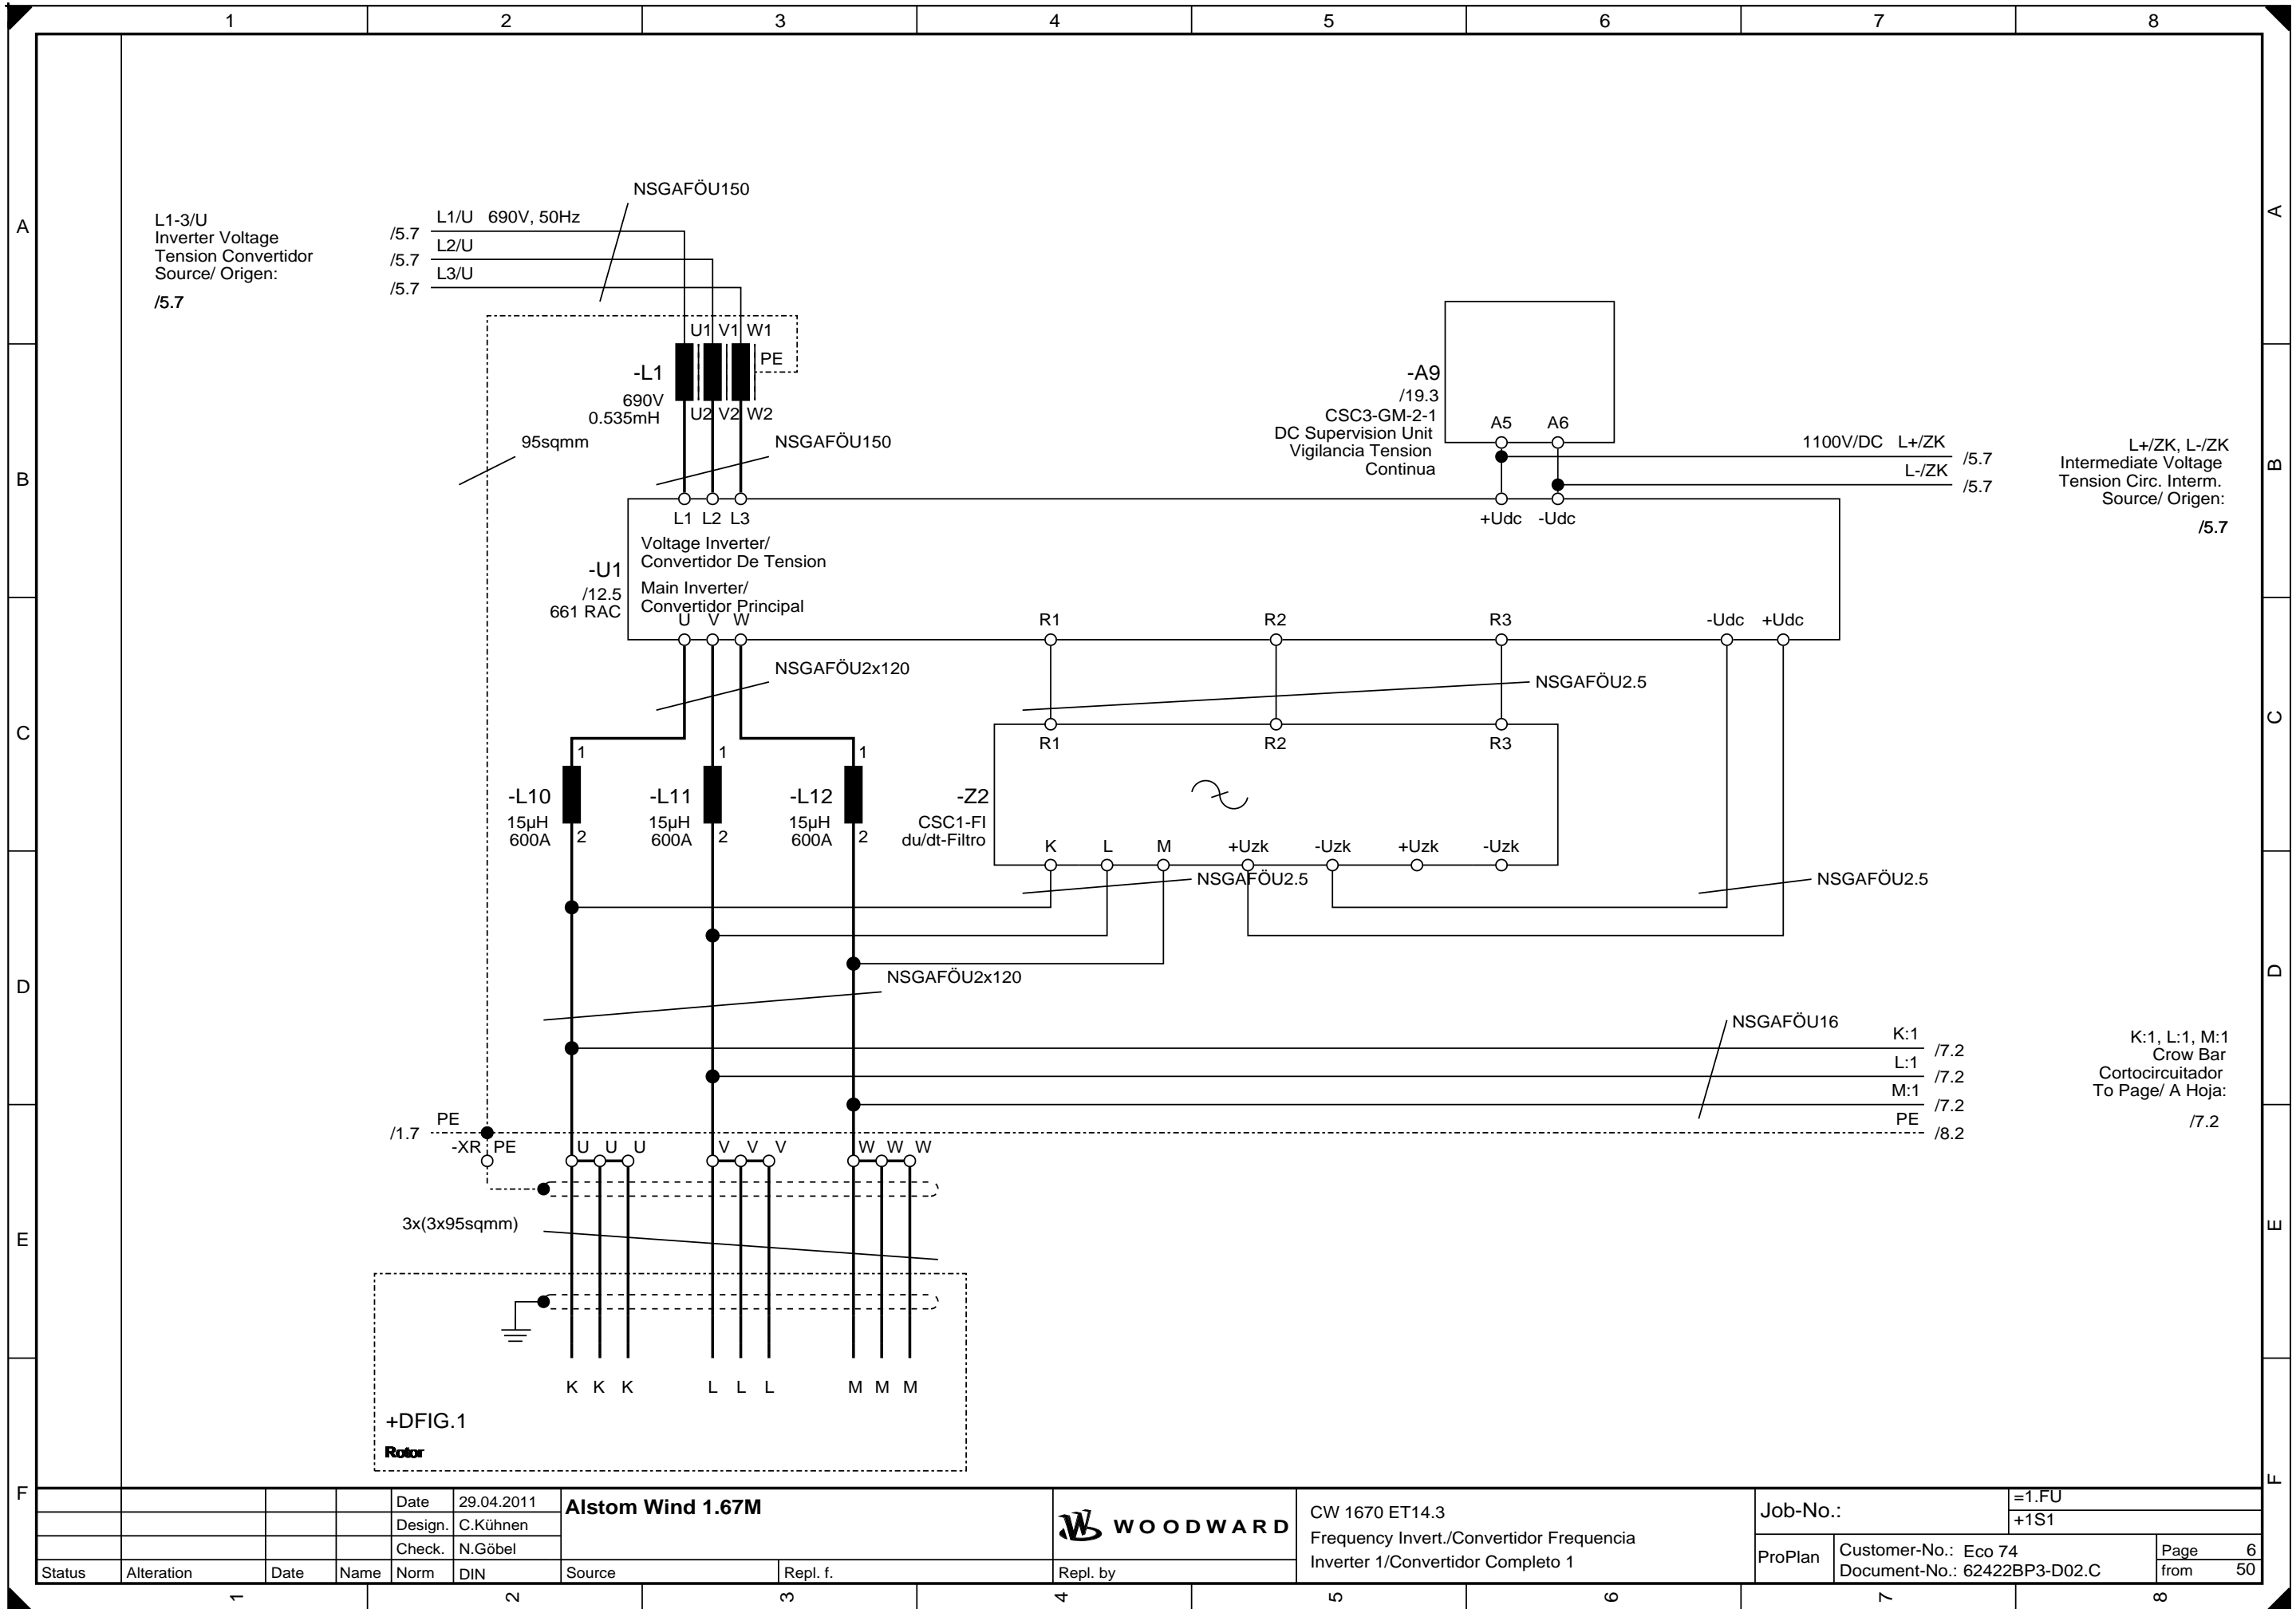 1 2 3 4 5 6 7 8
A
B
C
D
E
F
A
B
C
D
E
F
L1-3/U
Inverter Voltage
Tension Convertidor
Source/ Origen:
/5.7
NSGAFÖU150
/5.7 L1/U 690V, 50Hz
/5.7 L2/U
/5.7 L3/U
U1 V1 W1
PE
-L1
690V
0.535mH
U2 V2 W2
95sqmm
NSGAFÖU150
-A9
/19.3
CSC3-GM-2-1
DC Supervision Unit
Vigilancia Tension
Continua
A5 A6
1100V/DC L+/ZK /5.7
L-/ZK /5.7
L+/ZK, L-/ZK
Intermediate Voltage
Tension Circ. Interm.
Source/ Origen:
/5.7
L1 L2 L3
+Udc -Udc
Voltage Inverter/
Convertidor De Tension
Main Inverter/
Convertidor Principal
-U1
/12.5
661 RAC
U V W
R1 R2 R3 -Udc +Udc
NSGAFÖU2x120
NSGAFÖU2.5
R1 R2 R3
1 1 1
-L10
15µH
600A
2
-L11
15µH
600A
2
-L12
15µH
600A
2
-Z2
CSC1-FI
du/dt-Filtro
K L M +Uzk -Uzk +Uzk -Uzk
NSGAFÖU2.5
NSGAFÖU2.5
NSGAFÖU2x120
NSGAFÖU16
K:1 /7.2
L:1 /7.2
M:1 /7.2
PE /8.2
K:1, L:1, M:1
Crow Bar
Cortocircuitador
To Page/ A Hoja:
/7.2
/1.7 PE
-XR PE
U U U V V V W W W
3x(3x95sqmm)
K K K L L L M M M
+DFIG.1
Rotor
Date 29.04.2011
Design. C.Kühnen
Check. N.Göbel
Status Alteration Date Name Norm DIN
Alstom Wind 1.67M
Source Repl. f. Repl. by
WOODWARD
CW 1670 ET14.3
Frequency Invert./Convertidor Frequencia
Inverter 1/Convertidor Completo 1
Job-No.:
=1.FU
+1S1
ProPlan
Customer-No.: Eco 74
Document-No.: 62422BP3-D02.C
Page 6
from 50
1 2 3 4 5 6 7 8